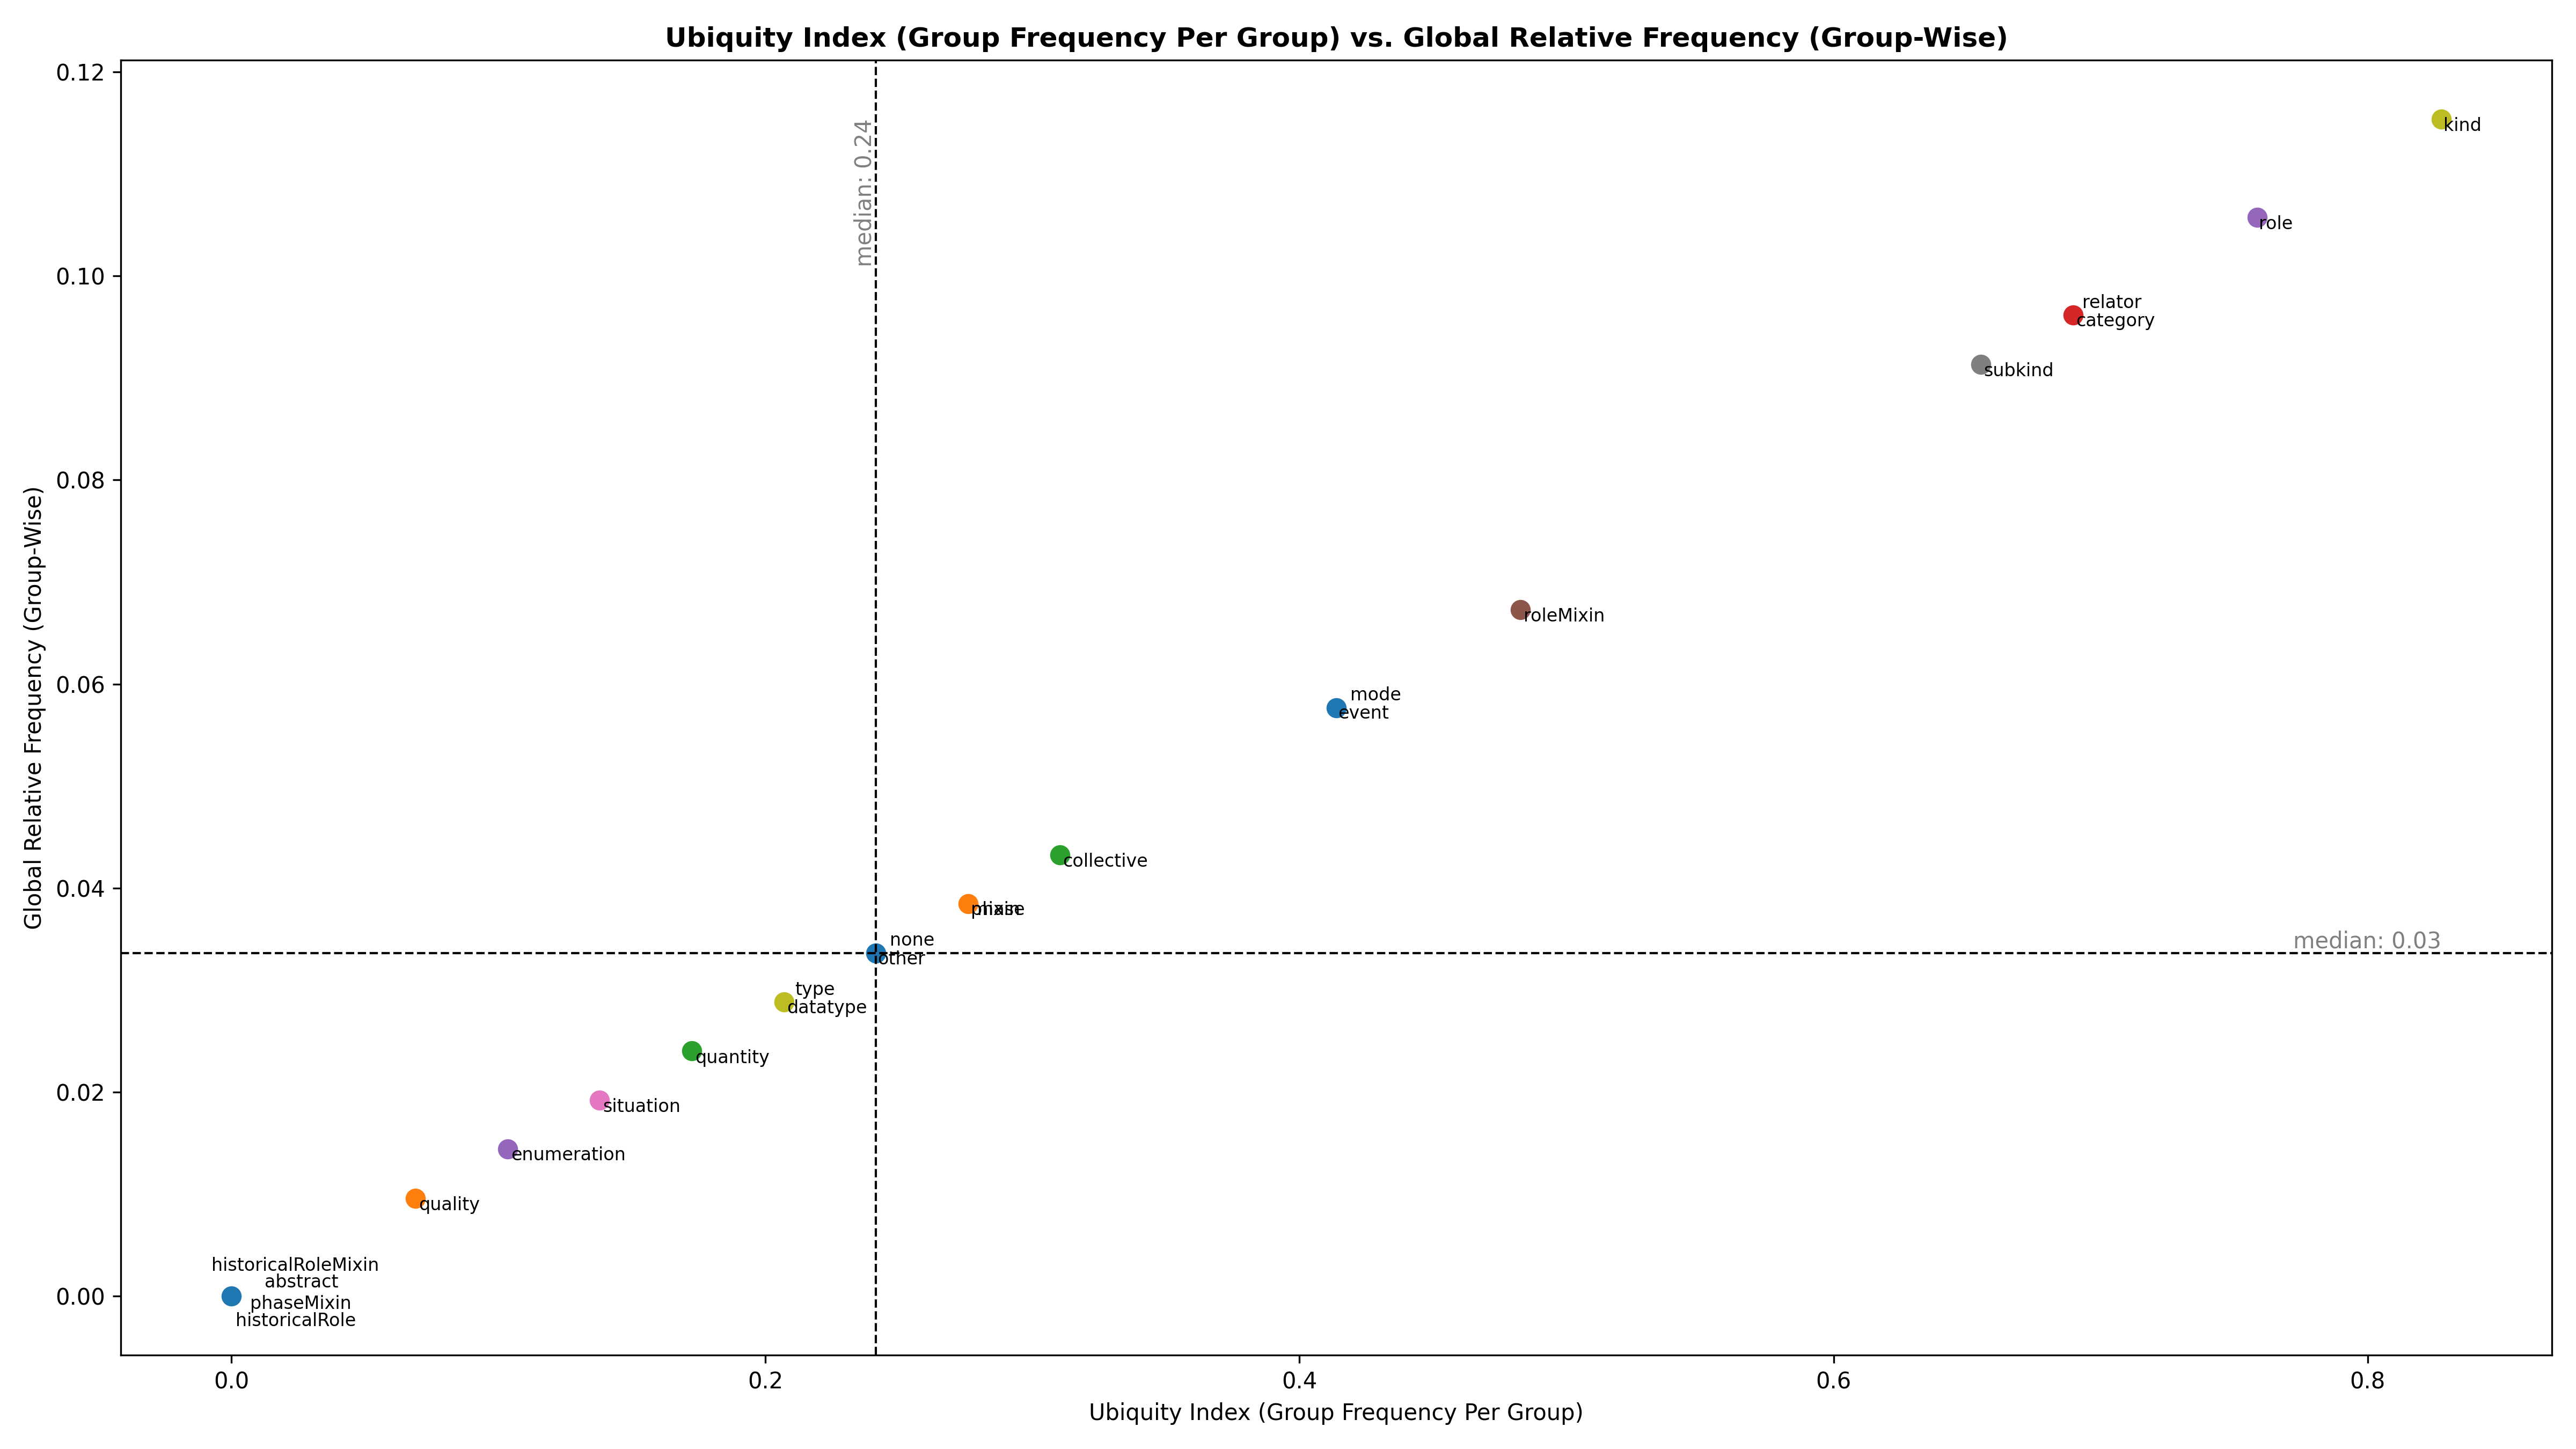 Ubiquity Index (Group Frequency Per Group) vs. Global Relative Frequency (Group-Wise)
Global Relative Frequency (Group-Wise)
0.12
0.10
0.08
0.06
0.04
0.02
0.00
median: 0.24
kind
role
relator
category
subkind
roleMixin
mode
event
collective
phase
mixin
none
other
median: 0.03
type
datatype
quantity
situation
enumeration
quality
historicalRoleMixin
abstract
phaseMixin
historicalRole
0.0
0.2
0.4
0.6
0.8
Ubiquity Index (Group Frequency Per Group)